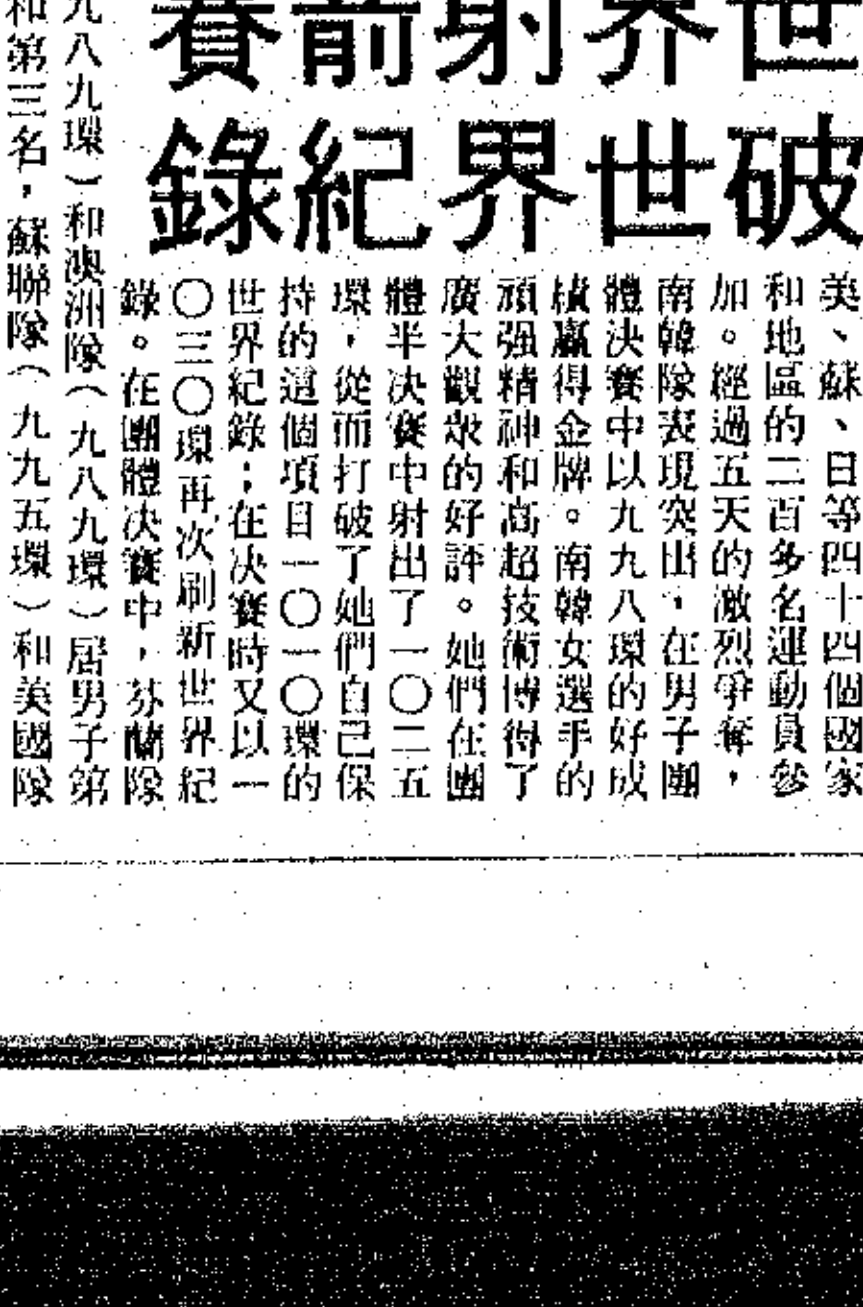 世界射箭賽
破世界紀錄
美、蘇、日等四十四個國家
和地區的二百多名運動員參
加。經過五天的激烈爭奪，
南韓隊表現突出，在男子團
體決賽中以九九八環的好成
績贏得金牌。南韓女選手的
頑强精神和高超技術博得了
廣大觀衆的好評。她們在團
體半决賽中射出了一〇二五
環，從而打破了她們自己保
持的這個項目一〇一〇環的
世界紀錄；在决賽時又以一
〇三〇環再次刷新世界紀
錄。在團體決賽中，芬蘭隊
九八九環）和澳洲隊（九八九環）居男子第
和第三名，蘇聯隊（九九五環）和美國隊